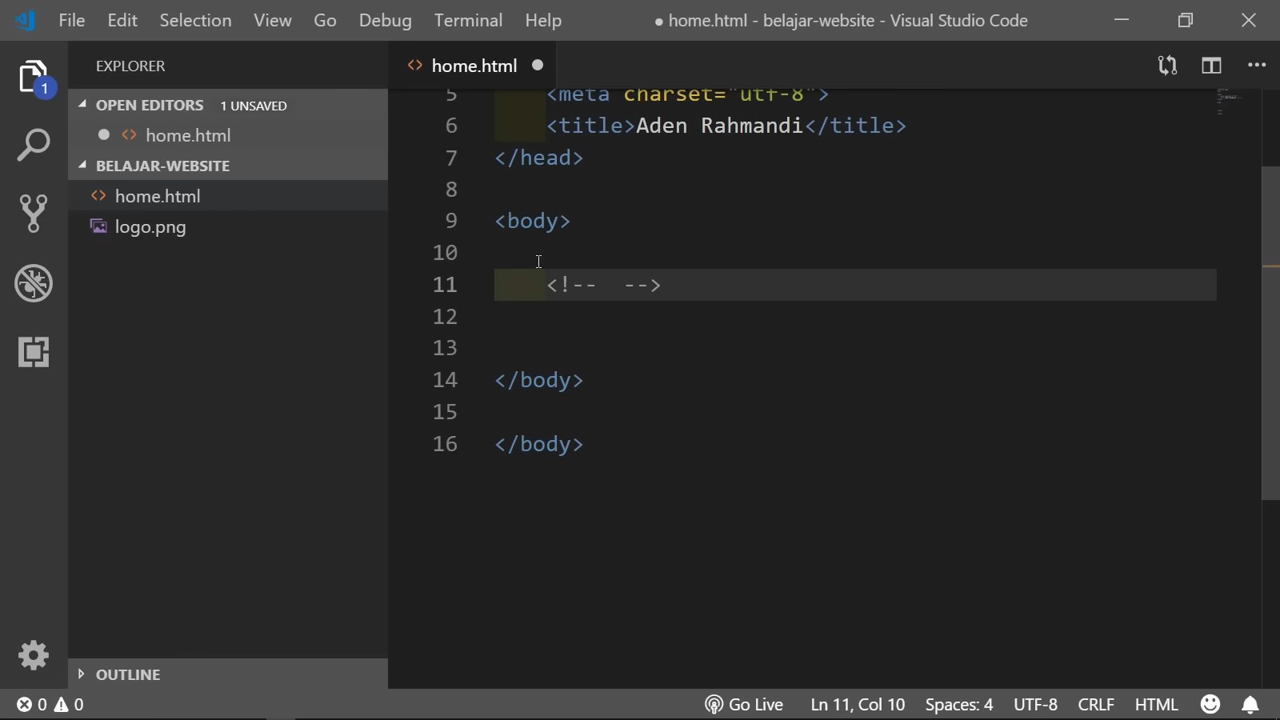 File Edit Selection View Go Debug Terminal Help ● home.html - belajar-website - Visual Studio Code
EXPLORER
1
OPEN EDITORS 1 UNSAVED
home.html
BELAJAR-WEBSITE
home.html
logo.png
OUTLINE
home.html
5 <meta charset="utf-8">
6 <title>Aden Rahmandi</title>
7 </head>
8
9 <body>
10
11 <!--  -->
12
13
14 </body>
15
16 </body>
0 0 Go Live Ln 11, Col 10 Spaces: 4 UTF-8 CRLF HTML